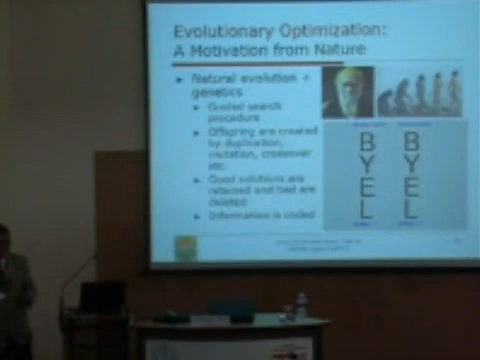 Evolutionary Optimization:
A Motivation from Nature
Natural evolution +
genetics
Guided search
procedure
Offspring are created
by duplication,
mutation, crossover
etc.
Good solutions are
retained and bad are
deleted
Information is coded
B
Y
E
L
B
Y
E
L